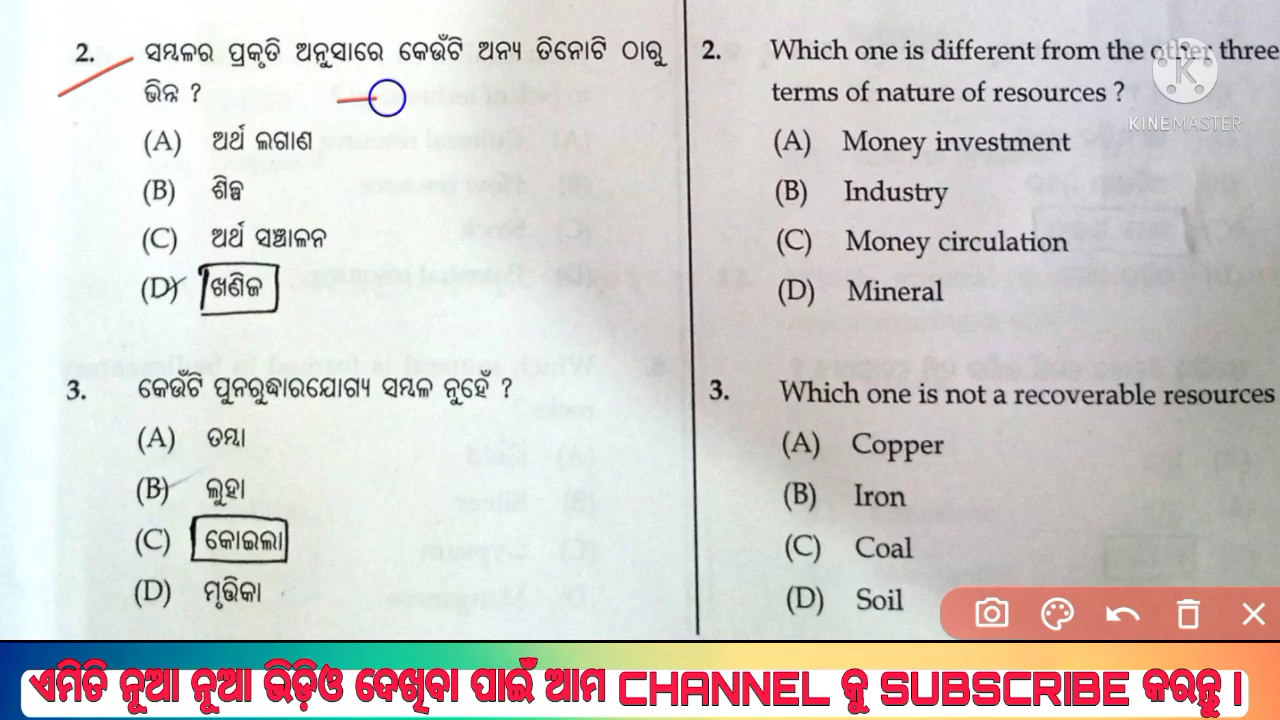 2. ସମ୍ବଳର ପ୍ରକୃତି ଅନୁସାରେ କେଉଁଟି ଅନ୍ୟ ତିନୋଟି ଠାରୁ
ଭିନ୍ନ ?
(A) ଅର୍ଥ ଲଗାଣ
(B) ଶିଳ୍ପ
(C) ଅର୍ଥ ସଞ୍ଚାଳନ
(D) ଖଣିଜ
3. କେଉଁଟି ପୁନରୁଦ୍ଧାରଯୋଗ୍ୟ ସମ୍ବଳ ନୁହେଁ ?
(A) ତମ୍ବା
(B) ଲୁହା
(C) କୋଇଲା
(D) ମୃତ୍ତିକା
2. Which one is different from the other three
terms of nature of resources ?
(A) Money investment
(B) Industry
(C) Money circulation
(D) Mineral
3. Which one is not a recoverable resources
(A) Copper
(B) Iron
(C) Coal
(D) Soil
K
KINEMASTER
ଏମିତି ନୂଆ ନୂଆ ଭିଡ଼ିଓ ଦେଖିବା ପାଇଁ ଆମ CHANNEL କୁ SUBSCRIBE କରନ୍ତୁ ।